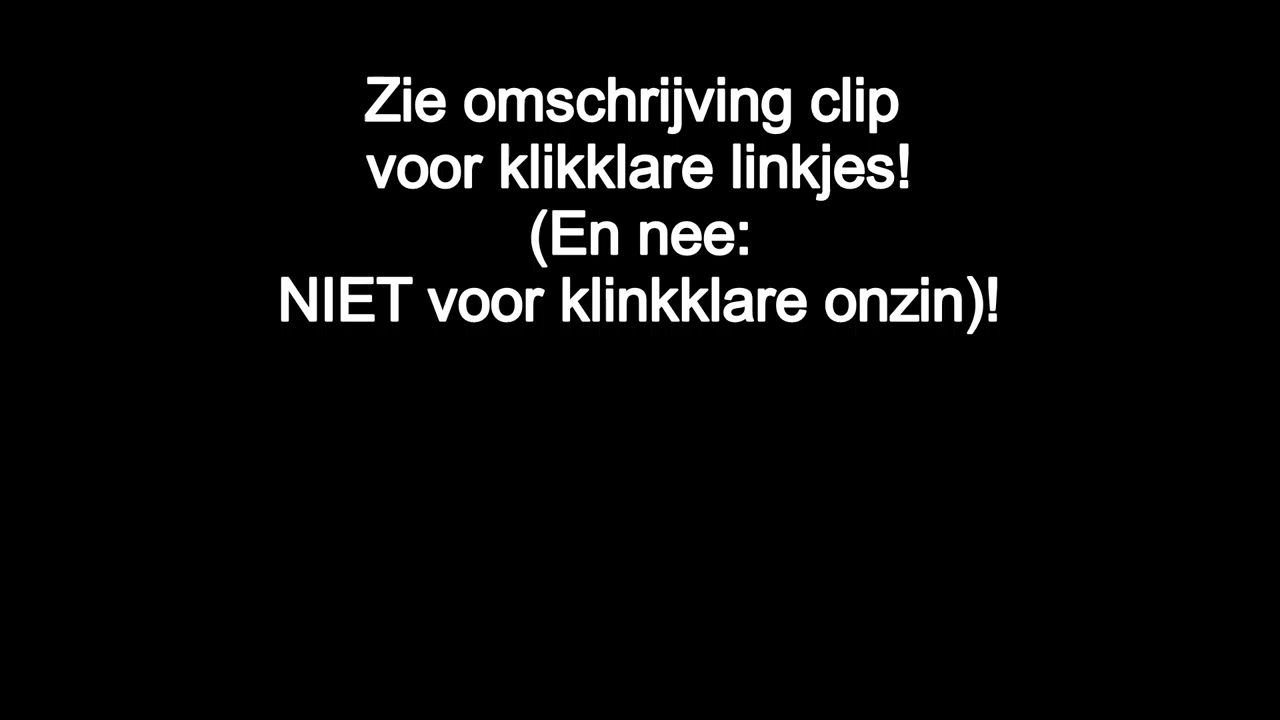 Zie omschrijving clip
voor klikklare linkjes!
(En nee:
NIET voor klinkklare onzin)!